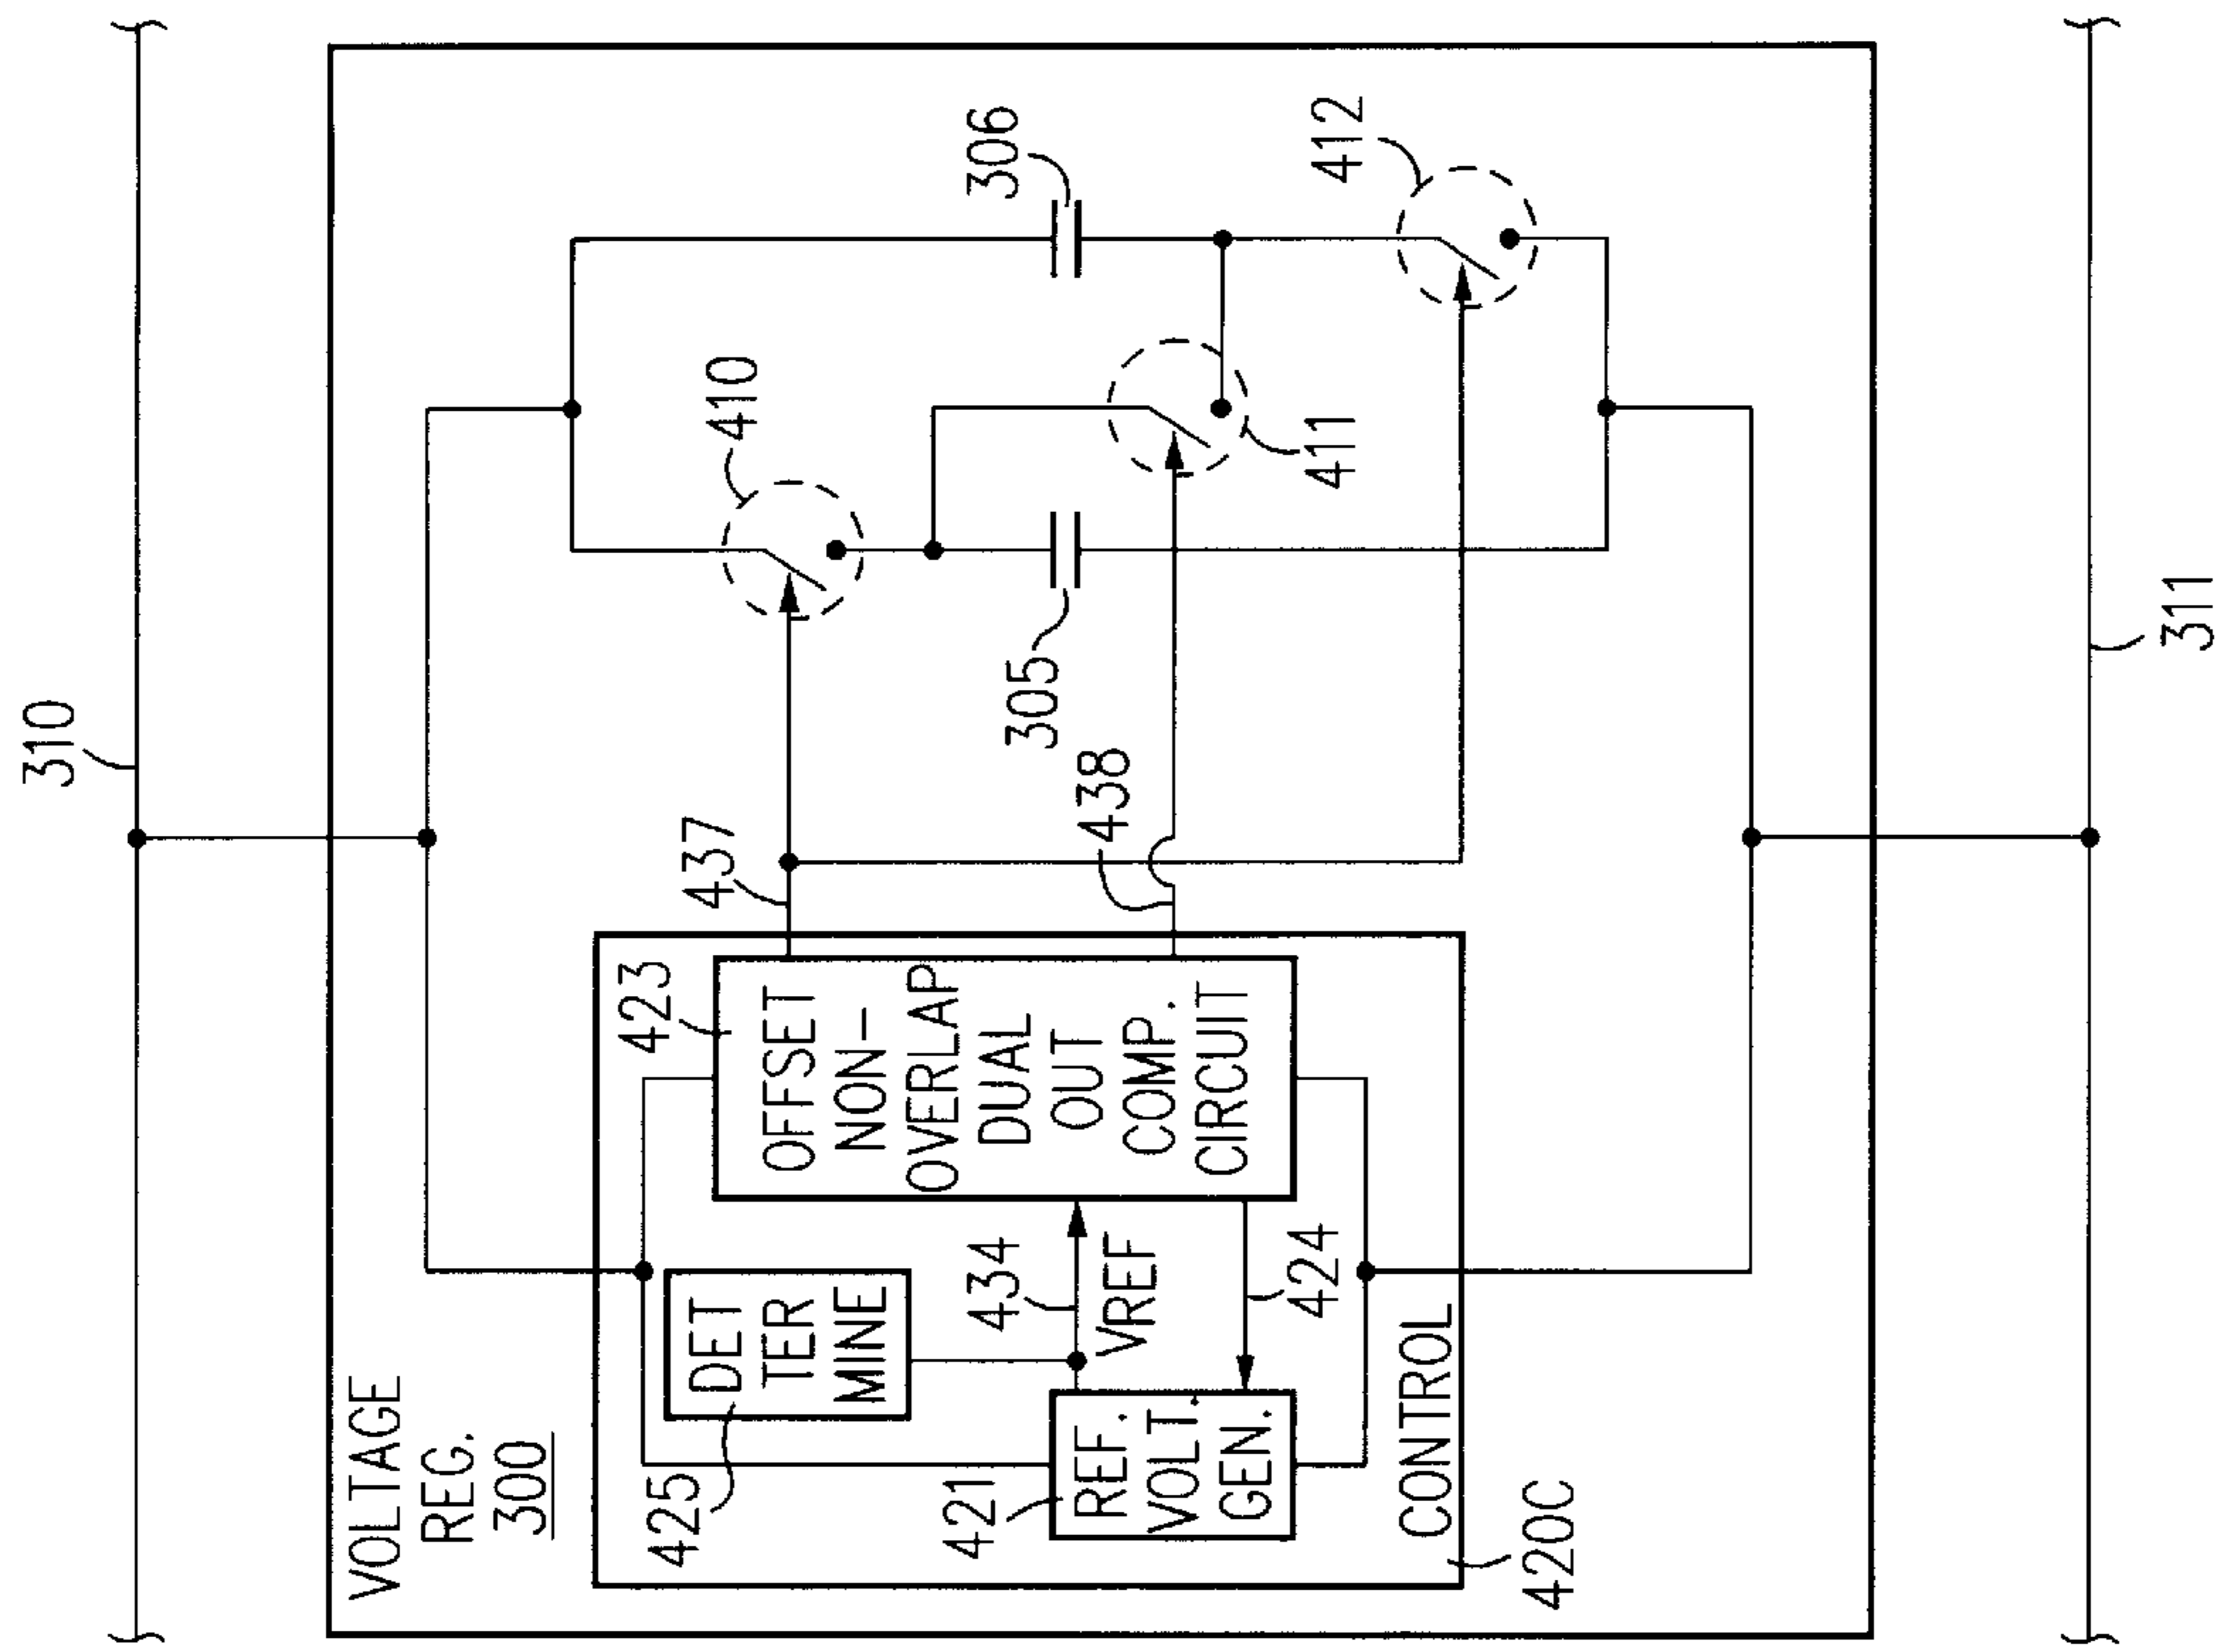 VOLTAGE
REG.
300
310
425
DET
TER
MINE
423
OFFSET
NON-
OVERLAP
DUAL
OUT
COMP.
CIRCUIT
421
REF.
VOLT.
GEN.
434
VREF
424
CONTROL
420C
437
438
410
305
306
411
412
311